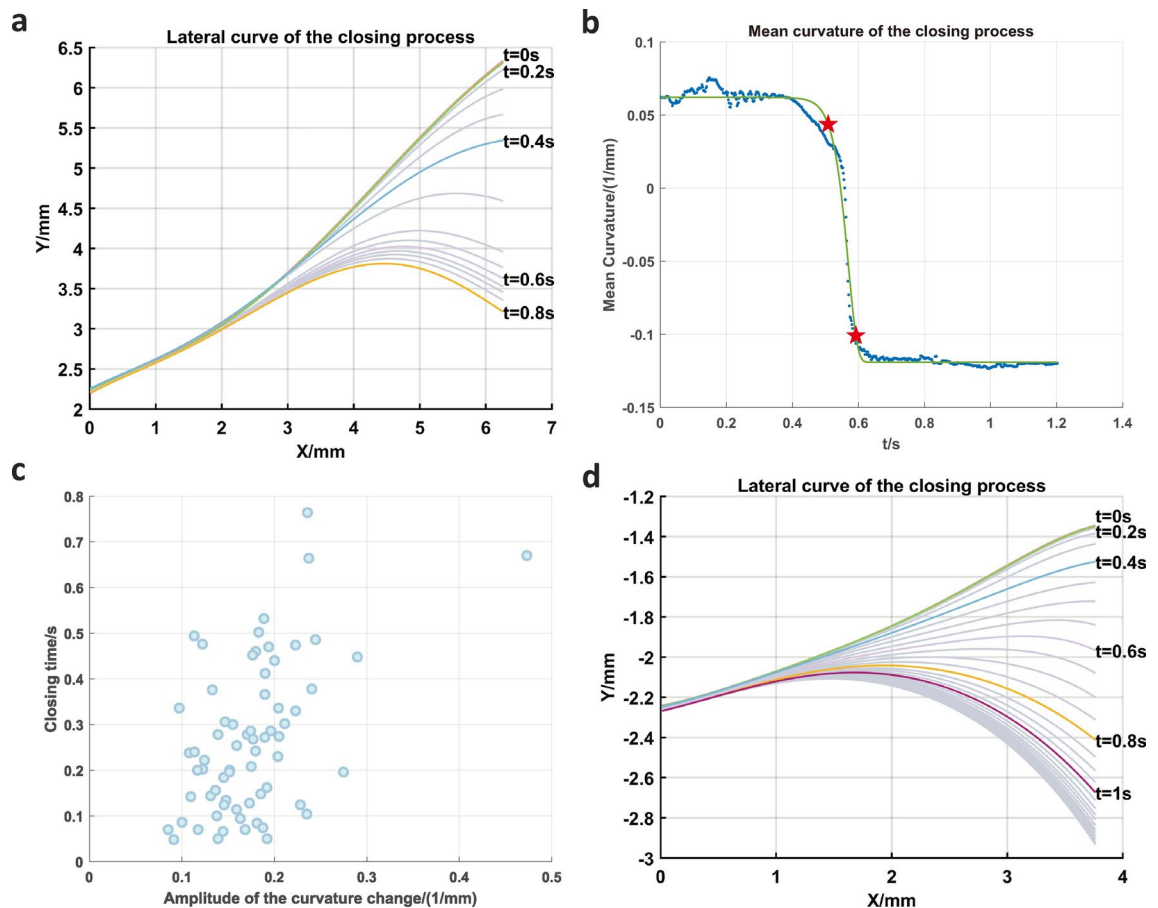 a
Lateral curve of the closing process
6.5
6
5.5
5
4.5
4
3.5
3
2.5
2
Y/mm
t=0s
t=0.2s
t=0.4s
t=0.6s
t=0.8s
0 1 2 3 4 5 6 7
X/mm
b
Mean curvature of the closing process
0.1
0.05
0
-0.05
-0.1
-0.15
Mean Curvature/(1/mm)
0 0.2 0.4 0.6 0.8 1 1.2 1.4
t/s
c
0.8
0.7
0.6
0.5
0.4
0.3
0.2
0.1
0
Closing time/s
0 0.1 0.2 0.3 0.4 0.5
Amplitude of the curvature change/(1/mm)
d
Lateral curve of the closing process
-1.2
-1.4
-1.6
-1.8
-2
-2.2
-2.4
-2.6
-2.8
-3
Y/mm
t=0s
t=0.2s
t=0.4s
t=0.6s
t=0.8s
t=1s
0 1 2 3 4
X/mm